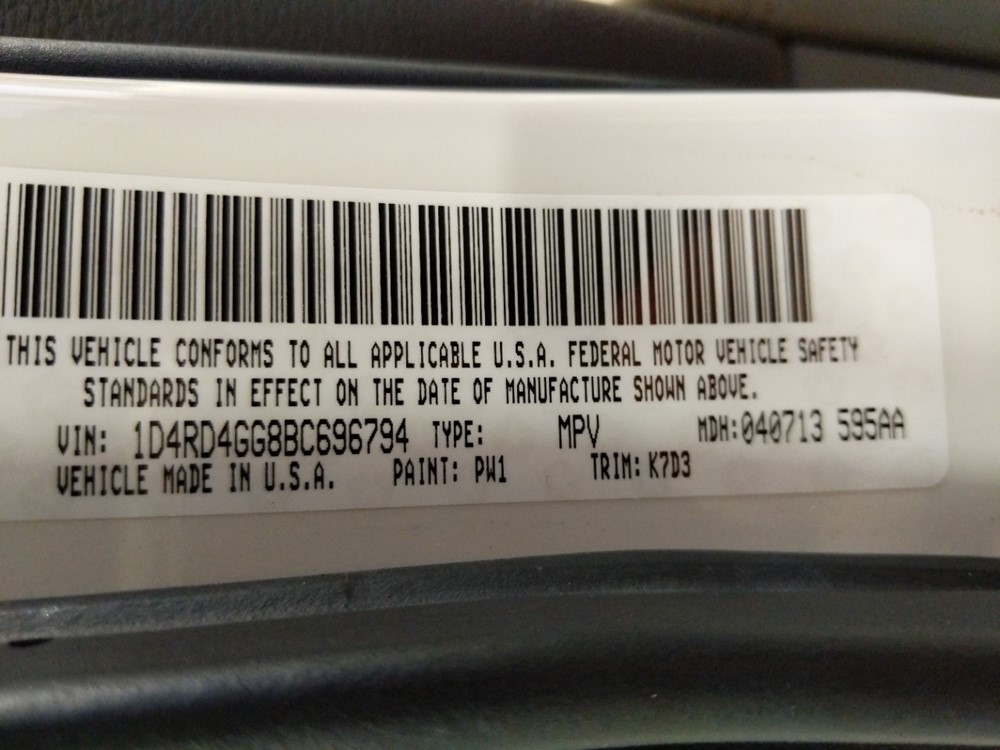 THIS VEHICLE CONFORMS TO ALL APPLICABLE U.S.A. FEDERAL MOTOR VEHICLE SAFETY
STANDARDS IN EFFECT ON THE DATE OF MANUFACTURE SHOWN ABOVE.
VIN: 1D4RD4GG8BC696794 TYPE: MPV MDH:040713 595AA
VEHICLE MADE IN U.S.A. PAINT: PW1 TRIM: K7D3